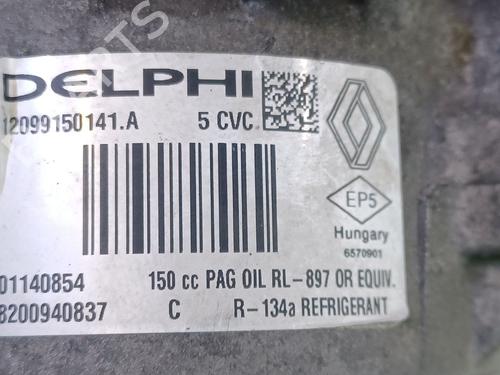 DELPHI
12099150141.A 5 CVC
EP5
Hungary
6570901
01140854 150 cc PAG OIL RL-897 OR EQUIV.
8200940837 C R-134a REFRIGERANT